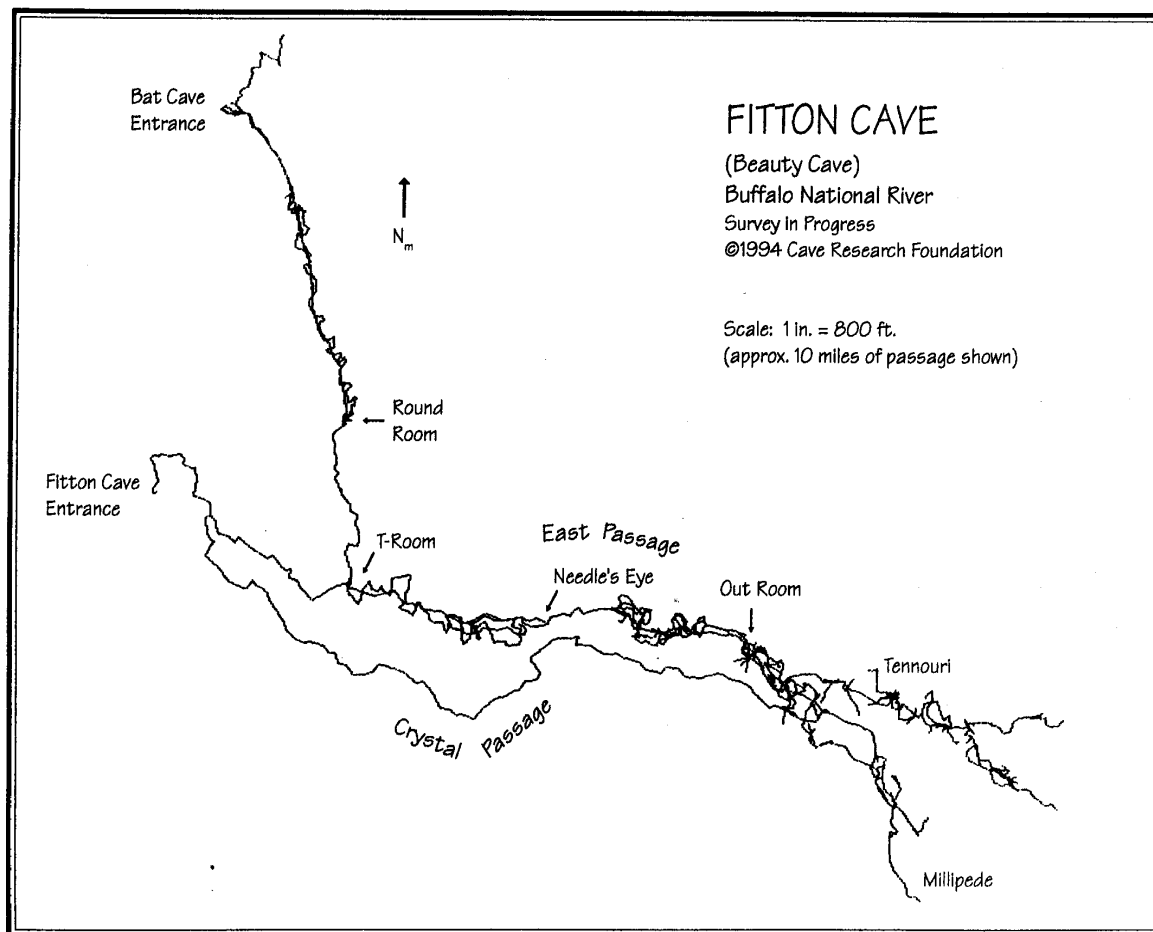 Bat Cave
Entrance
FITTON CAVE
(Beauty Cave)
Buffalo National River
Survey in Progress
©1994 Cave Research Foundation
N_m
Scale: 1 in. = 800 ft.
(approx. 10 miles of passage shown)
Round
Room
Fitton Cave
Entrance
T-Room
East Passage
Needle's Eye
Out Room
Tennouri
Crystal Passage
Millipede